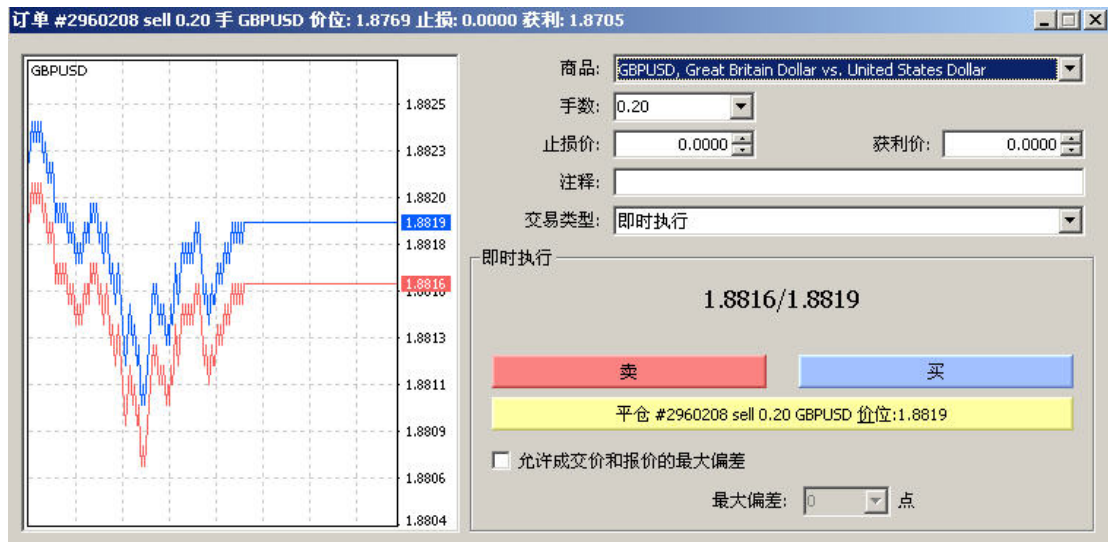 订单 #2960208 sell 0.20 手 GBPUSD 价位: 1.8769 止损: 0.0000 获利: 1.8705
GBPUSD
1.8825
1.8823
1.8820
1.8819
1.8818
1.8816
1.8813
1.8811
1.8809
1.8806
1.8804
商品: GBPUSD, Great Britain Dollar vs. United States Dollar
手数: 0.20
止损价: 0.0000 获利价: 0.0000
注释:
交易类型: 即时执行
即时执行
1.8816/1.8819
卖 买
平仓 #2960208 sell 0.20 GBPUSD 价位:1.8819
允许成交价和报价的最大偏差
最大偏差: 0 点